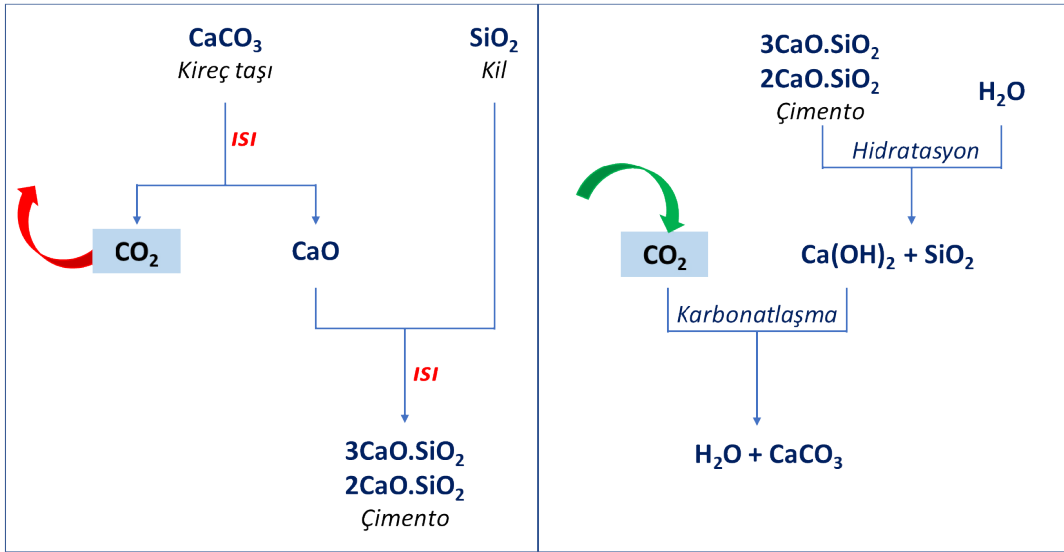 CaCO₃
Kireç taşı
SiO₂
Kil
ISI
CO₂
CaO
ISI
3CaO.SiO₂
2CaO.SiO₂
Çimento
3CaO.SiO₂
2CaO.SiO₂
Çimento
H₂O
Hidratasyon
CO₂
Ca(OH)₂ + SiO₂
Karbonatlaşma
H₂O + CaCO₃